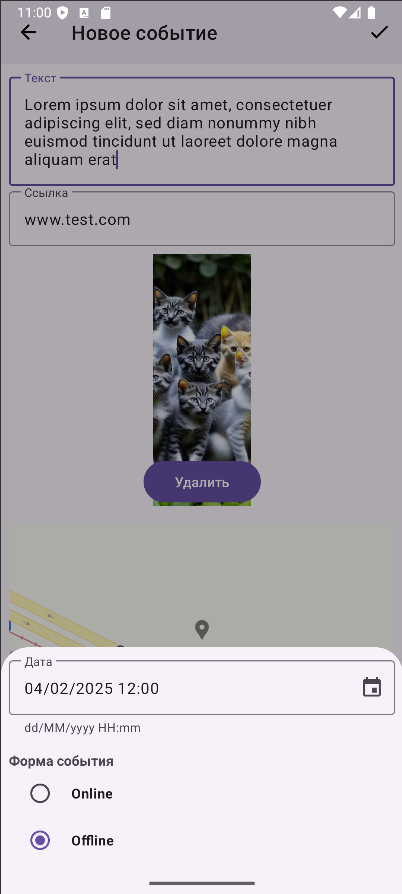 11:00
Новое событие
Текст
Lorem ipsum dolor sit amet, consectetuer
adipiscing elit, sed diam nonummy nibh
euismod tincidunt ut laoreet dolore magna
aliquam erat
Ссылка
www.test.com
Удалить
Дата
04/02/2025 12:00
dd/MM/yyyy HH:mm
Форма события
Online
Offline